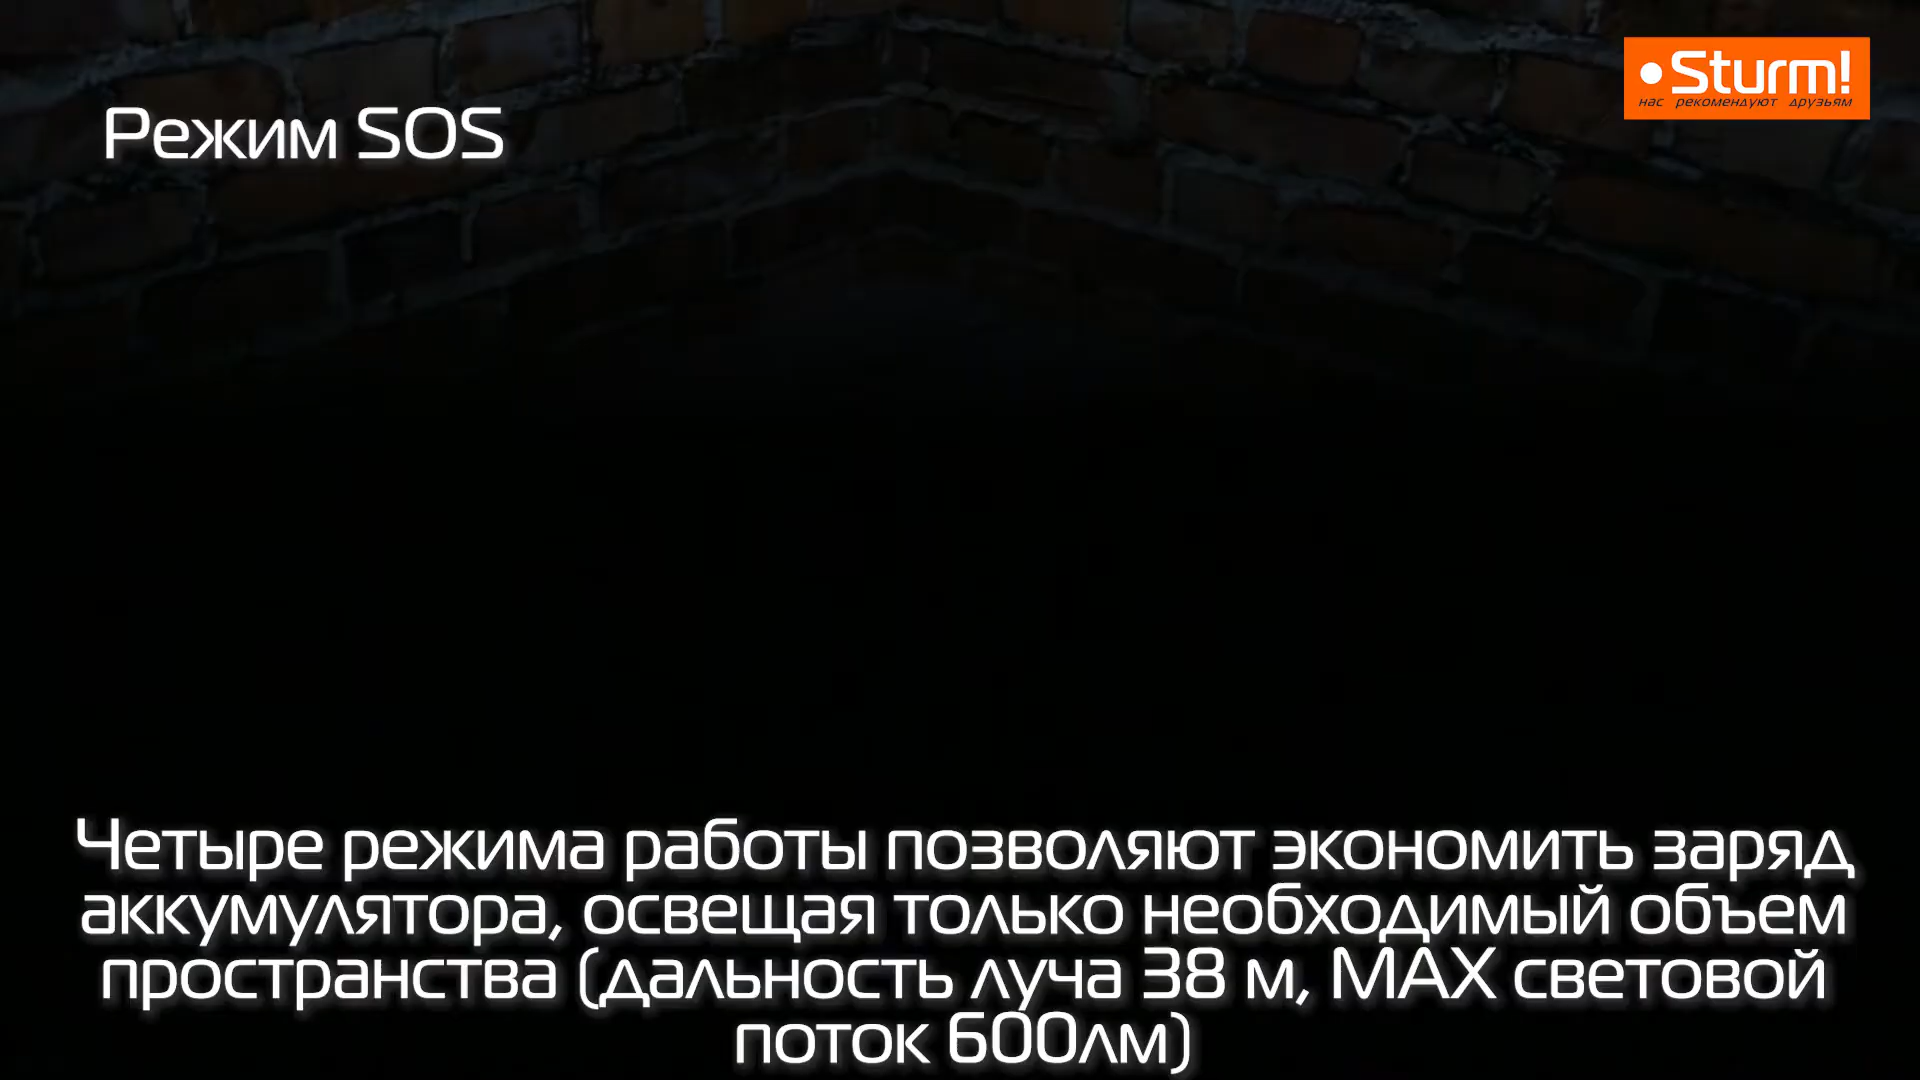 Sturm!
нас рекомендуют друзьям
Режим SOS
Четыре режима работы позволяют экономить заряд
аккумулятора, освещая только необходимый объем
пространства (дальность луча 38 м, MAX световой
поток 600лм)